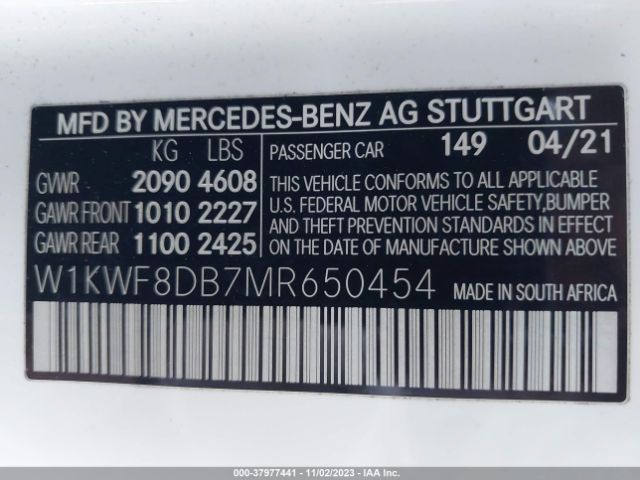 MFD BY MERCEDES-BENZ AG STUTTGART
KG LBS
GVWR 2090 4608
GAWR FRONT 1010 2227
GAWR REAR 1100 2425
PASSENGER CAR 149 04/21
THIS VEHICLE CONFORMS TO ALL APPLICABLE
U.S. FEDERAL MOTOR VEHICLE SAFETY, BUMPER
AND THEFT PREVENTION STANDARDS IN EFFECT
ON THE DATE OF MANUFACTURE SHOWN ABOVE
W1KWF8DB7MR650454 MADE IN SOUTH AFRICA
000-37977441 - 11/02/2023 - IAA Inc.